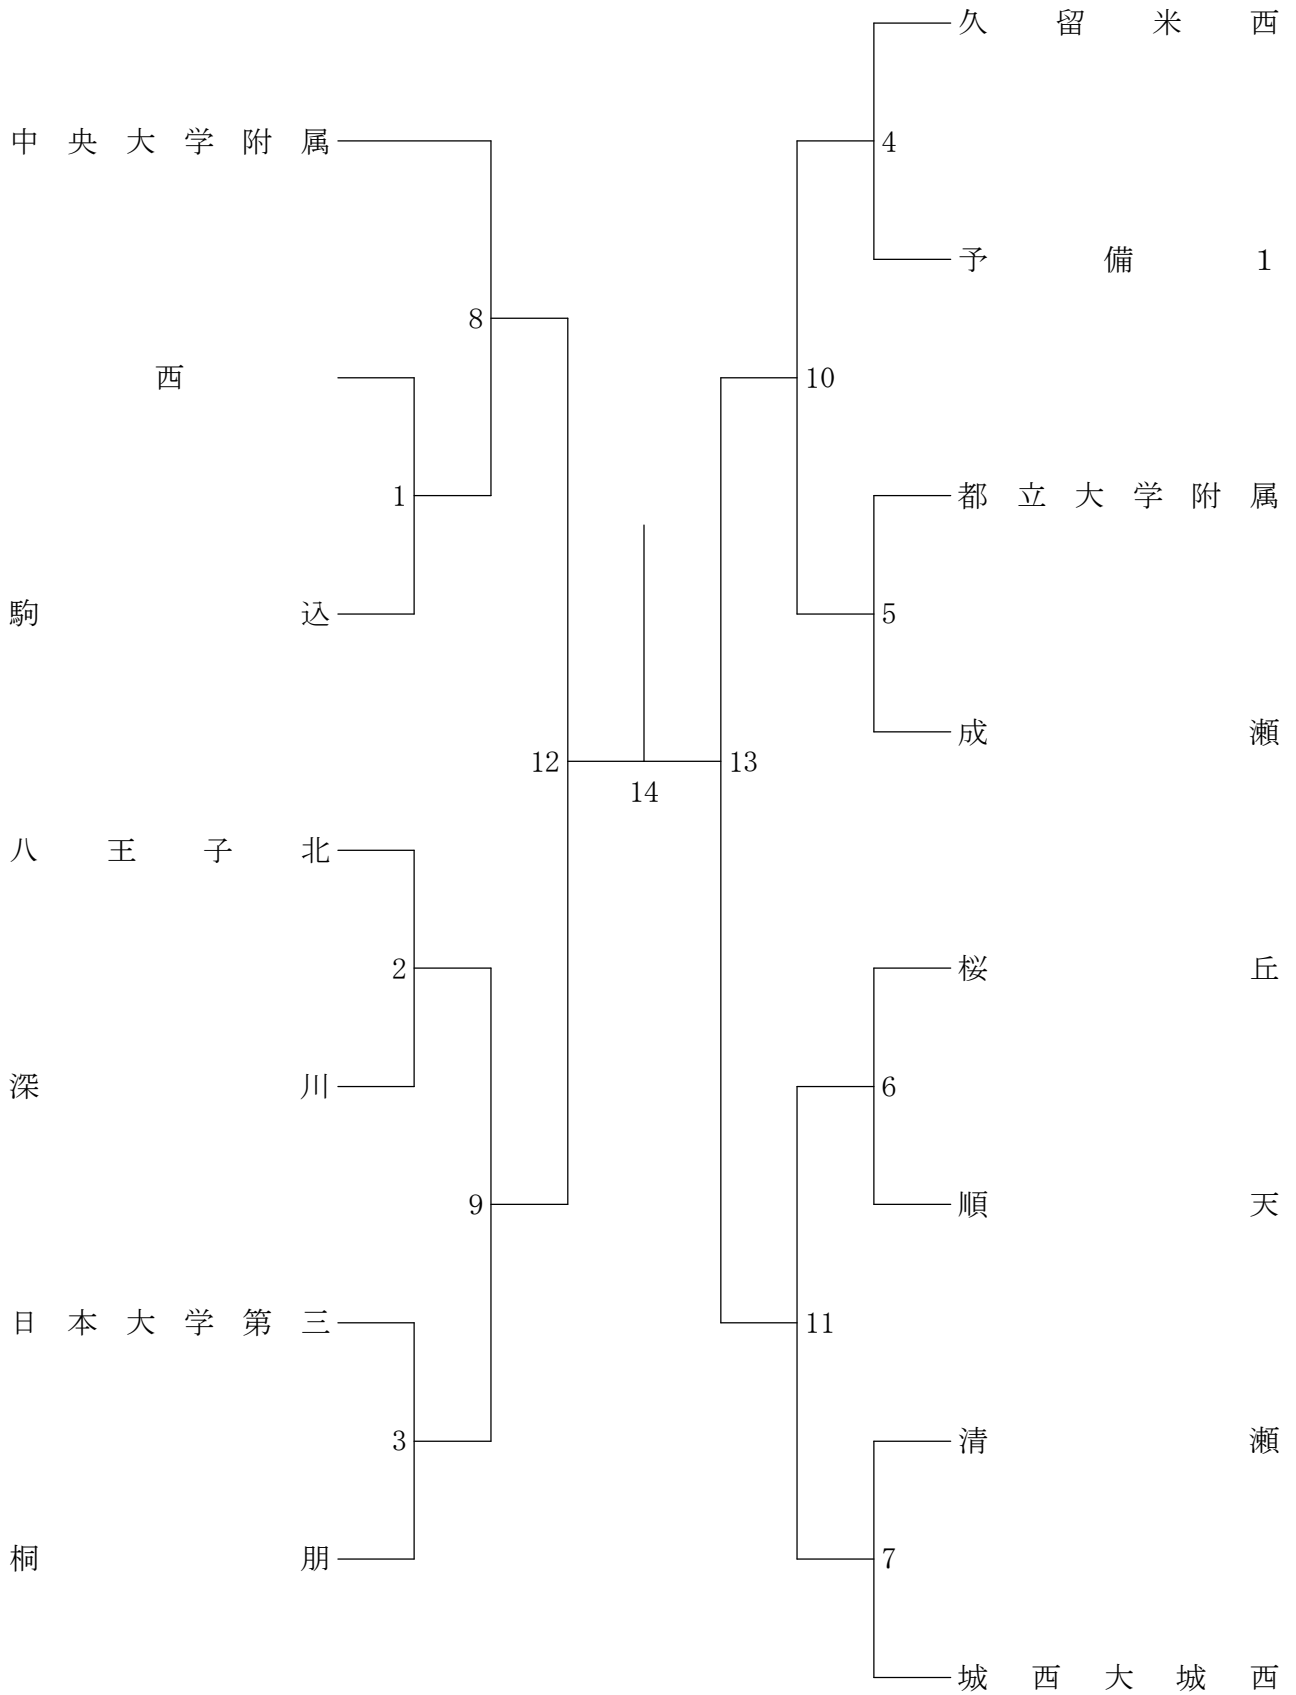 久留米西
中央大学附属
4
予備1
8
西
10
1
都立大学附属
駒込
5
成瀬
12
13
14
八王子北
2
桜丘
深川
6
9
順天
日本大学第三
11
3
清瀬
桐朋
7
城西大城西